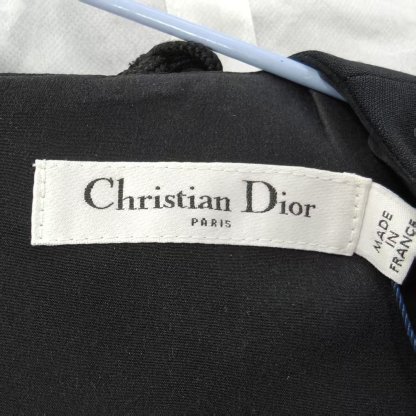 Christian Dior
PARIS
MADE
IN
FRANCE